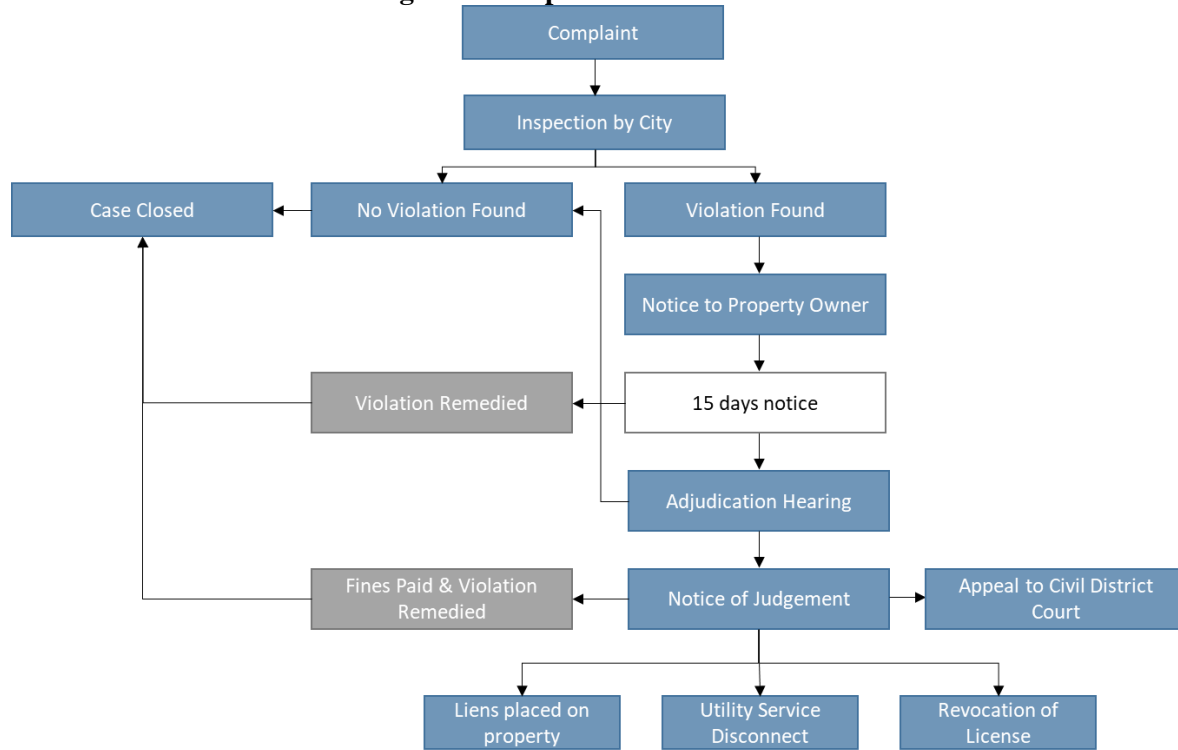 Complaint
Inspection by City
Case Closed
No Violation Found
Violation Found
Notice to Property Owner
Violation Remedied
15 days notice
Adjudication Hearing
Fines Paid & Violation
Remedied
Notice of Judgement
Appeal to Civil District
Court
Liens placed on
property
Utility Service
Disconnect
Revocation of
License